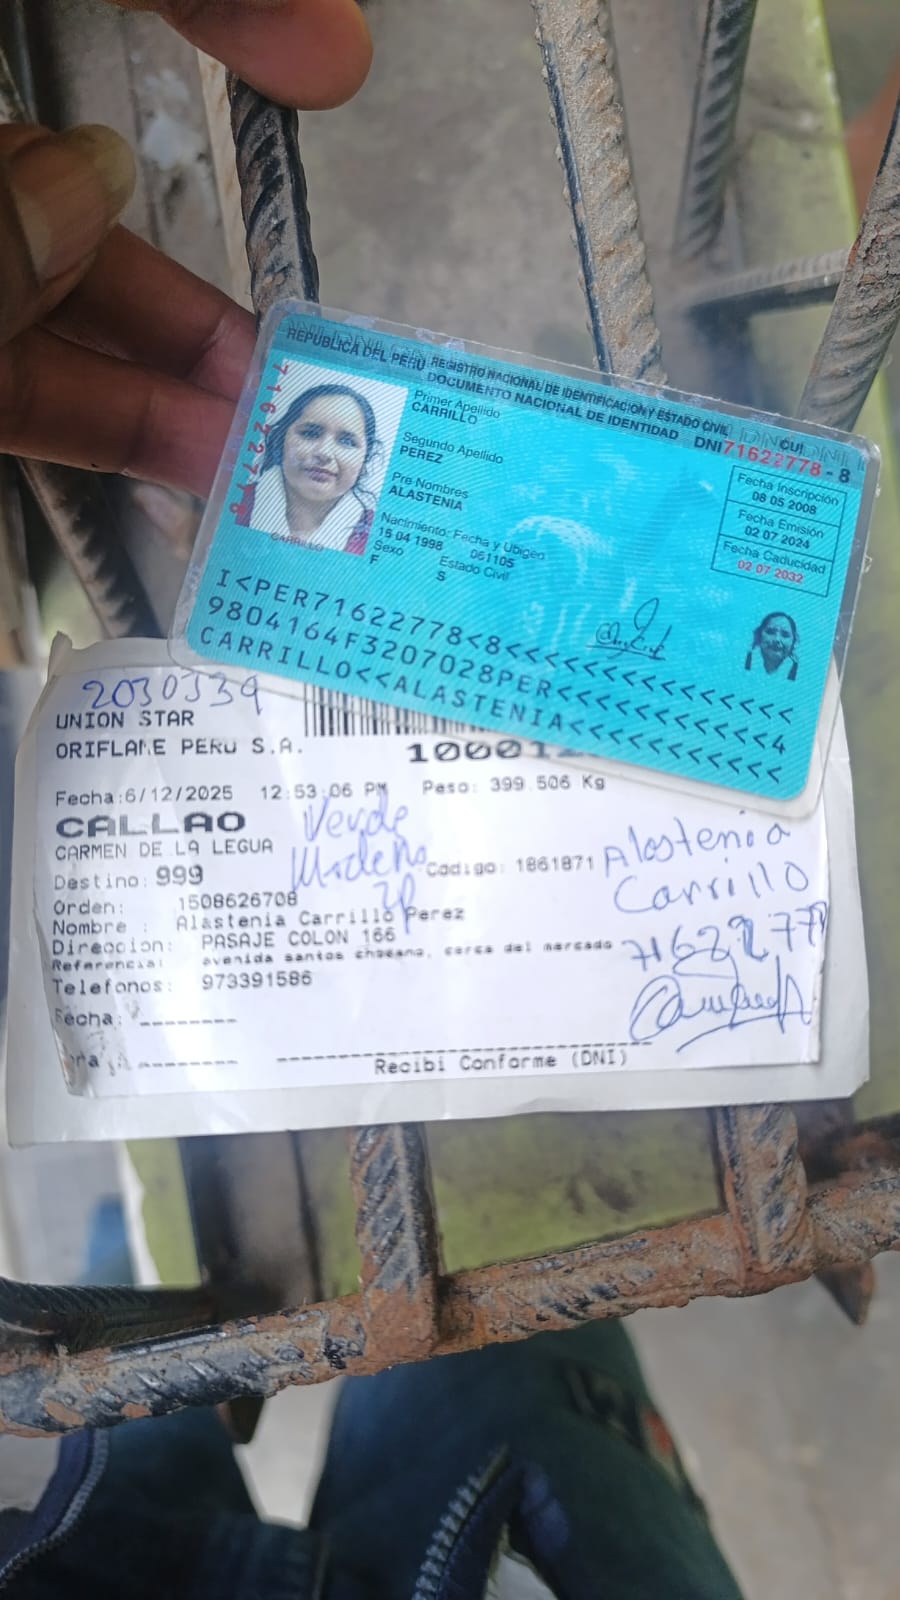 REPUBLICA DEL PERU REGISTRO NACIONAL DE IDENTIFICACION Y ESTADO CIVIL
DOCUMENTO NACIONAL DE IDENTIDAD
CUI
DNI 71622778 - 8
71622778
CARRILLO
Primer Apellido
CARRILLO
Segundo Apellido
PEREZ
Pre Nombres
ALASTENIA
Nacimiento: Fecha y Ubigeo
15 04 1998 061105
Sexo Estado Civil
F S
Fecha Inscripción
08 05 2008
Fecha Emisión
02 07 2024
Fecha Caducidad
02 07 2032
I<PER71622778<8<<<<<<<<<<<<<<<
9804164F3207028PER<<<<<<<<<<<4
CARRILLO<<ALASTENIA<<<<<<<<<<<
2030339
UNION STAR
ORIFLAME PERU S.A.
Fecha:6/12/2025 12:53:06 PM Peso: 399.506 Kg
CALLAO
CARMEN DE LA LEGUA
Verde
Codigo: 1861871
Destino: 999
2p
Orden: 1508626708
Nombre : Alastenia Carrillo Perez
Direccion: PASAJE COLON 166
Referencia: avenida santos chocano, cerca del mercado
Telefonos: 973391586
Fecha: --------
Alastenia
Carrillo
Recibi Conforme (DNI)